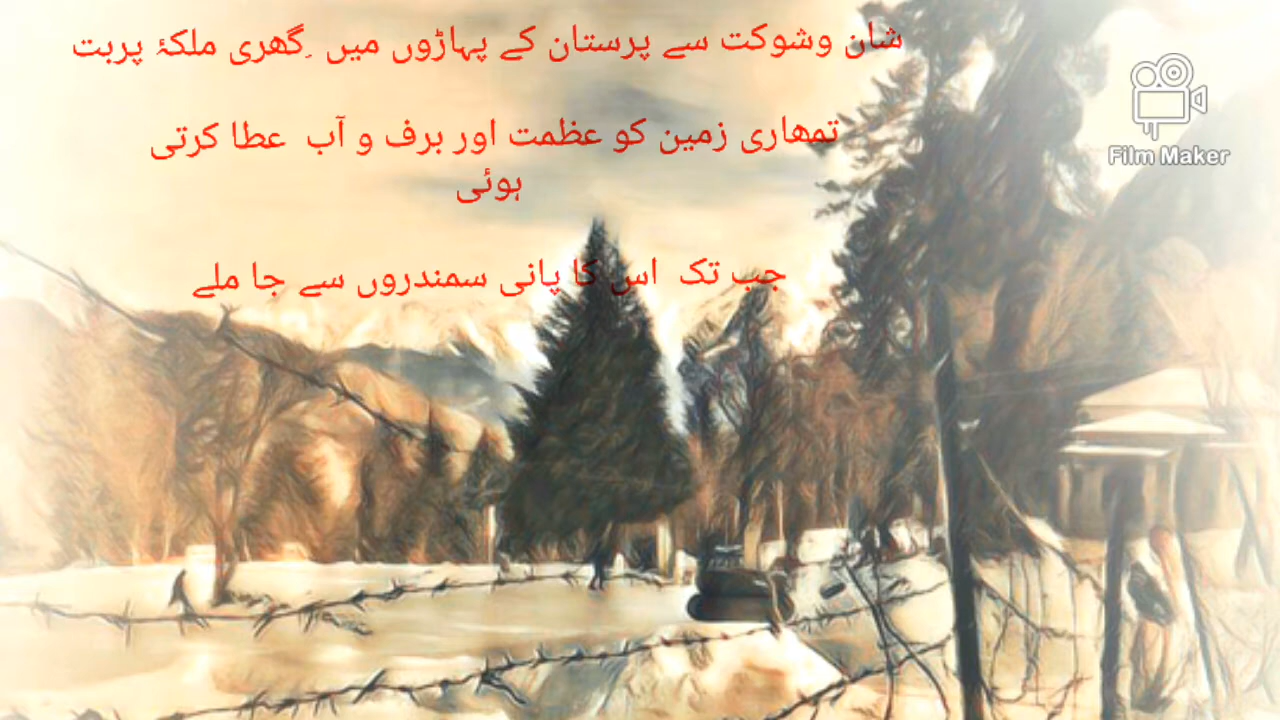 شان وشوکت سے پرستان کے پہاڑوں میں ِگھری ملکۂ پربت
تمھاری زمین کو عظمت اور برف و آب عطا کرتی
ہوئی
جب تک اس کا پانی سمندروں سے جا ملے
Film Maker